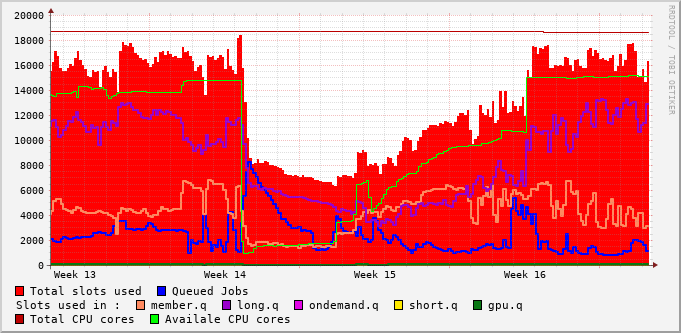 20000
18000
16000
14000
12000
10000
8000
6000
4000
2000
0
Week 13 Week 14 Week 15 Week 16
RRDTOOL / TOBI OETIKER
Total slots used Queued Jobs
Slots used in : member.q long.q ondemand.q short.q gpu.q
Total CPU cores Availale CPU cores